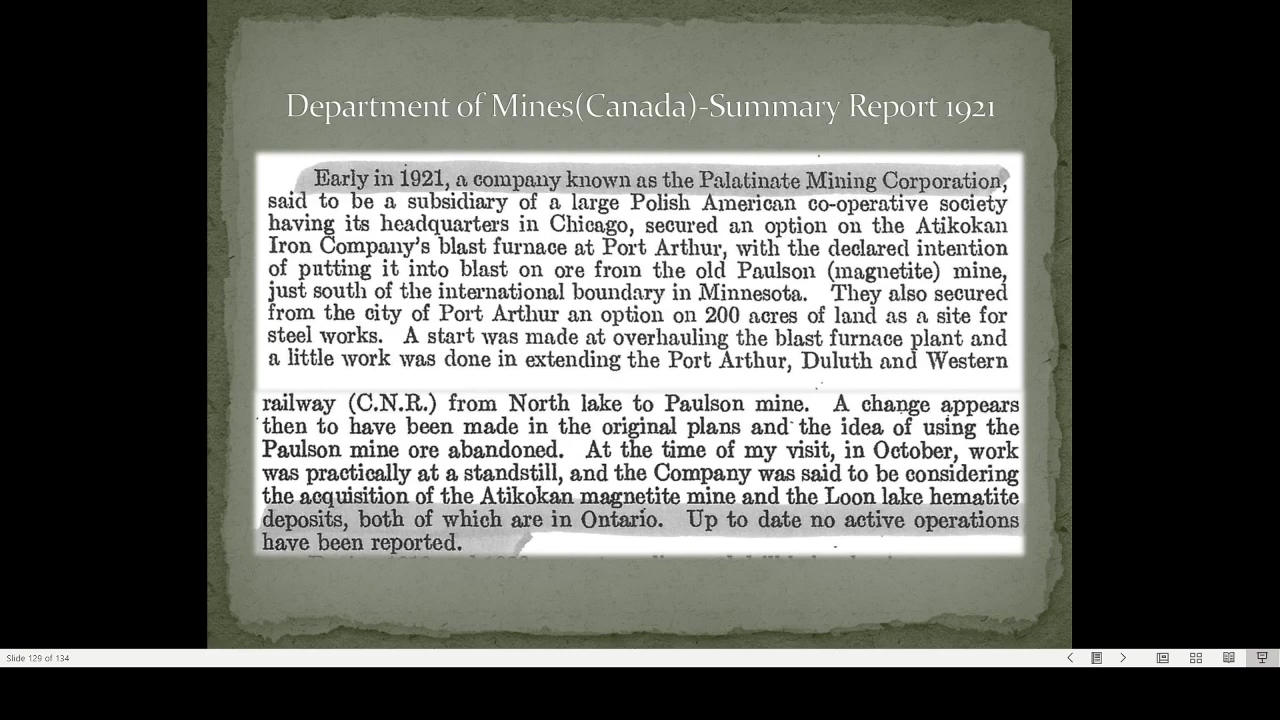 Department of Mines(Canada)-Summary Report 1921
Early in 1921, a company known as the Palatinate Mining Corporation,
said to be a subsidiary of a large Polish American co-operative society
having its headquarters in Chicago, secured an option on the Atikokan
Iron Company's blast furnace at Port Arthur, with the declared intention
of putting it into blast on ore from the old Paulson (magnetite) mine,
just south of the international boundary in Minnesota. They also secured
from the city of Port Arthur an option on 200 acres of land as a site for
steel works. A start was made at overhauling the blast furnace plant and
a little work was done in extending the Port Arthur, Duluth and Western
railway (C.N.R.) from North lake to Paulson mine. A change appears
then to have been made in the original plans and the idea of using the
Paulson mine ore abandoned. At the time of my visit, in October, work
was practically at a standstill, and the Company was said to be considering
the acquisition of the Atikokan magnetite mine and the Loon lake hematite
deposits, both of which are in Ontario. Up to date no active operations
have been reported.
Slide 129 of 134